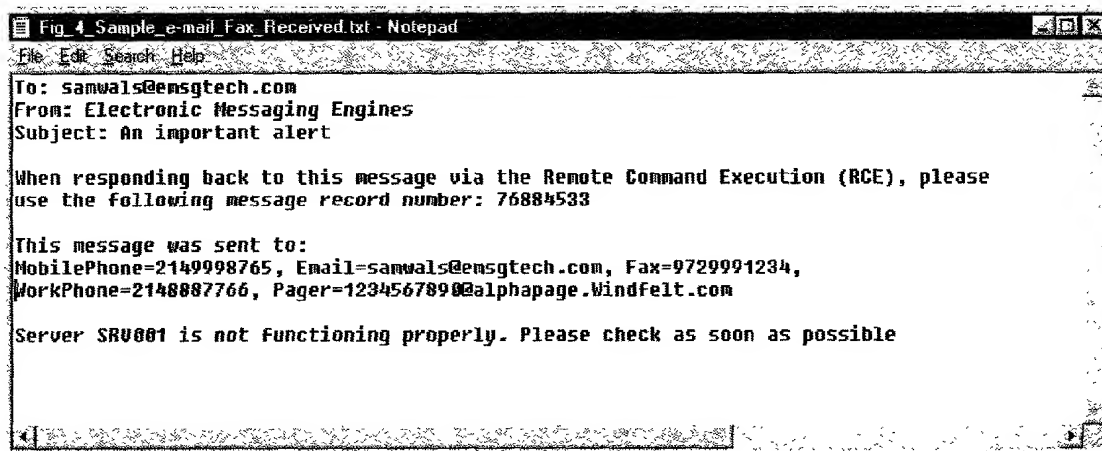 Fig_4_Sample_e-mail_Fax_Received.txt - Notepad
File Edit Search Help
To: samwals@emsgtech.com
From: Electronic Messaging Engines
Subject: An important alert
When responding back to this message via the Remote Command Execution (RCE), please
use the following message record number: 76884533
This message was sent to:
MobilePhone=2149998765, Email=samwals@emsgtech.com, Fax=9729991234,
WorkPhone=2148887766, Pager=1234567890@alphapage.Windfelt.com
Server SRV001 is not functioning properly. Please check as soon as possible